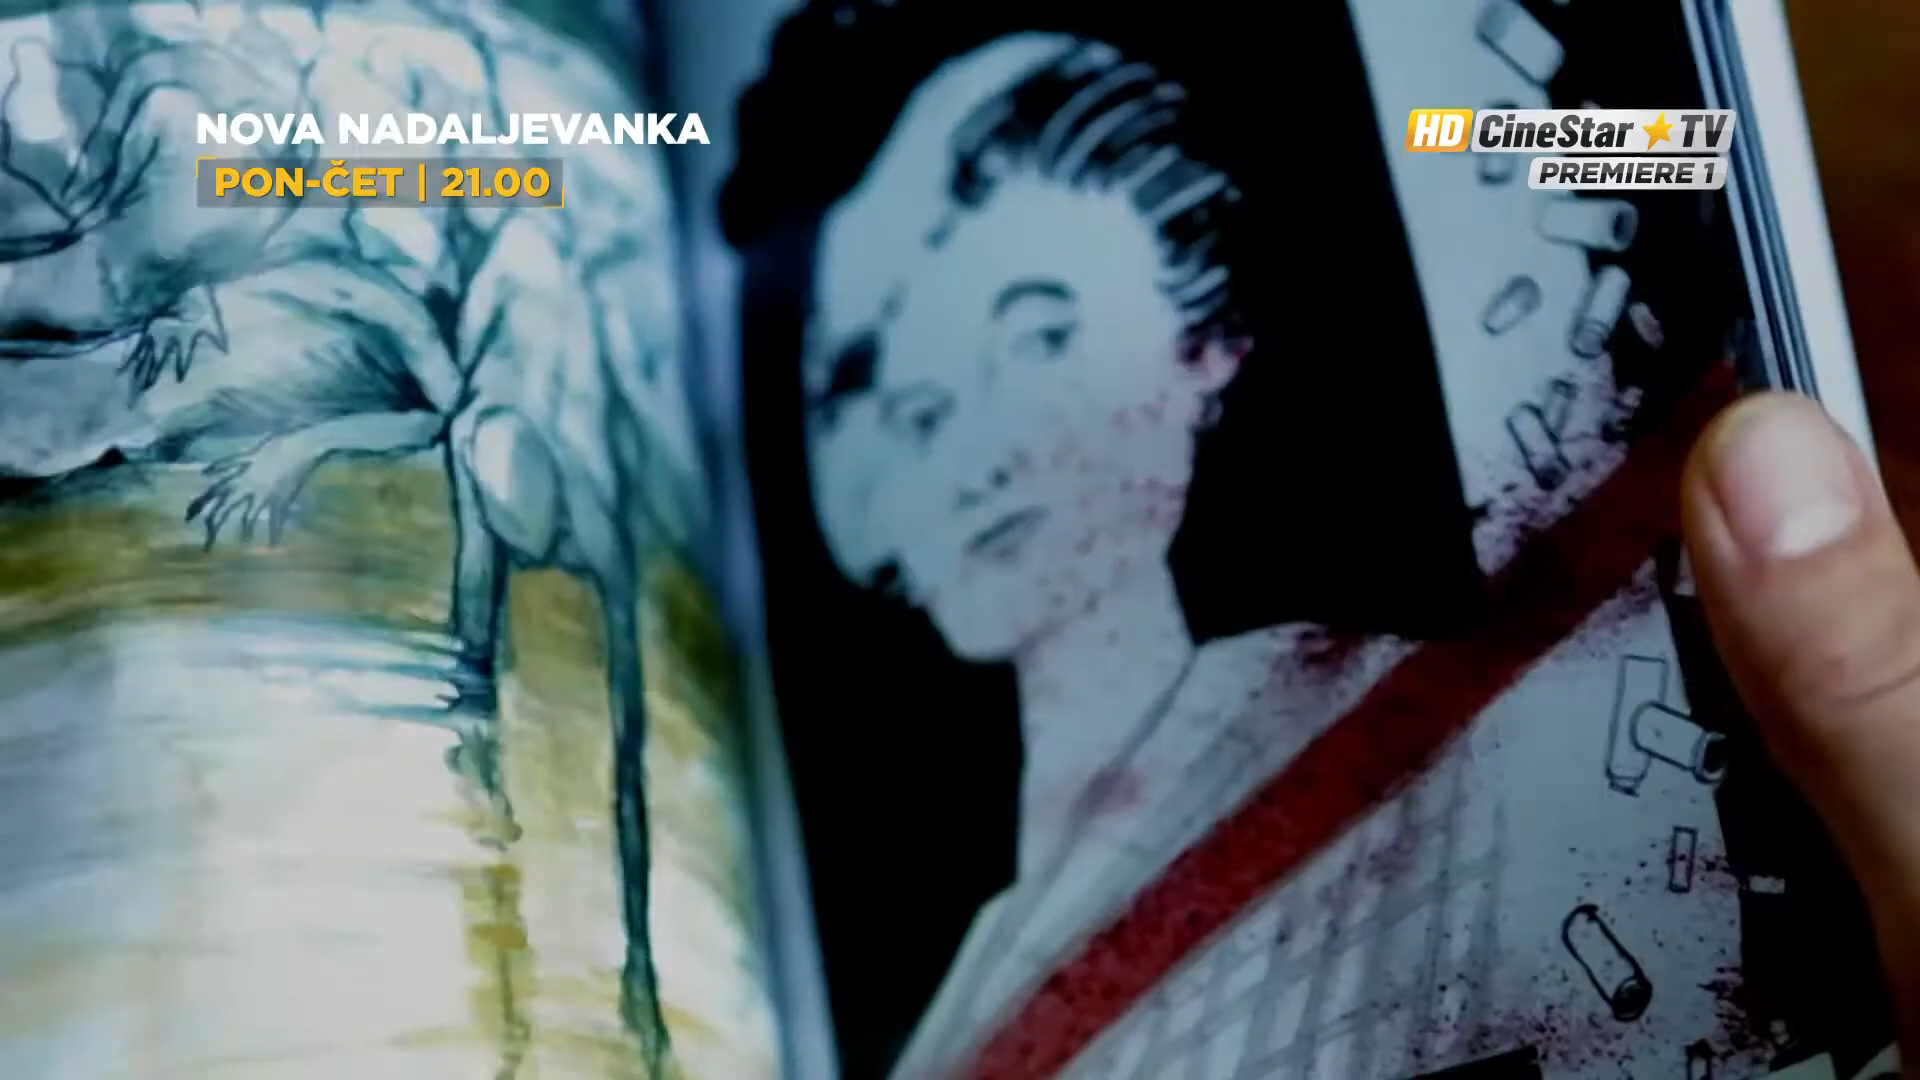 NOVA NADALJEVANKA
PON-ČET | 21.00
HD CineStar TV
PREMIERE 1